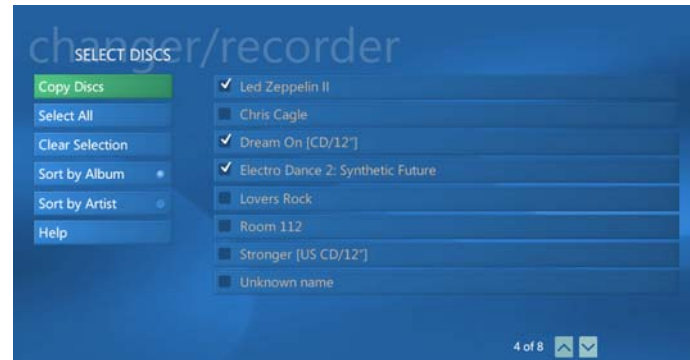 changer/recorder
SELECT DISCS
Copy Discs
Select All
Clear Selection
Sort by Album
Sort by Artist
Help
Led Zeppelin II
Chris Cagle
Dream On [CD/12"]
Electro Dance 2: Synthetic Future
Lovers Rock
Room 112
Stronger [US CD/12"]
Unknown name
4 of 8